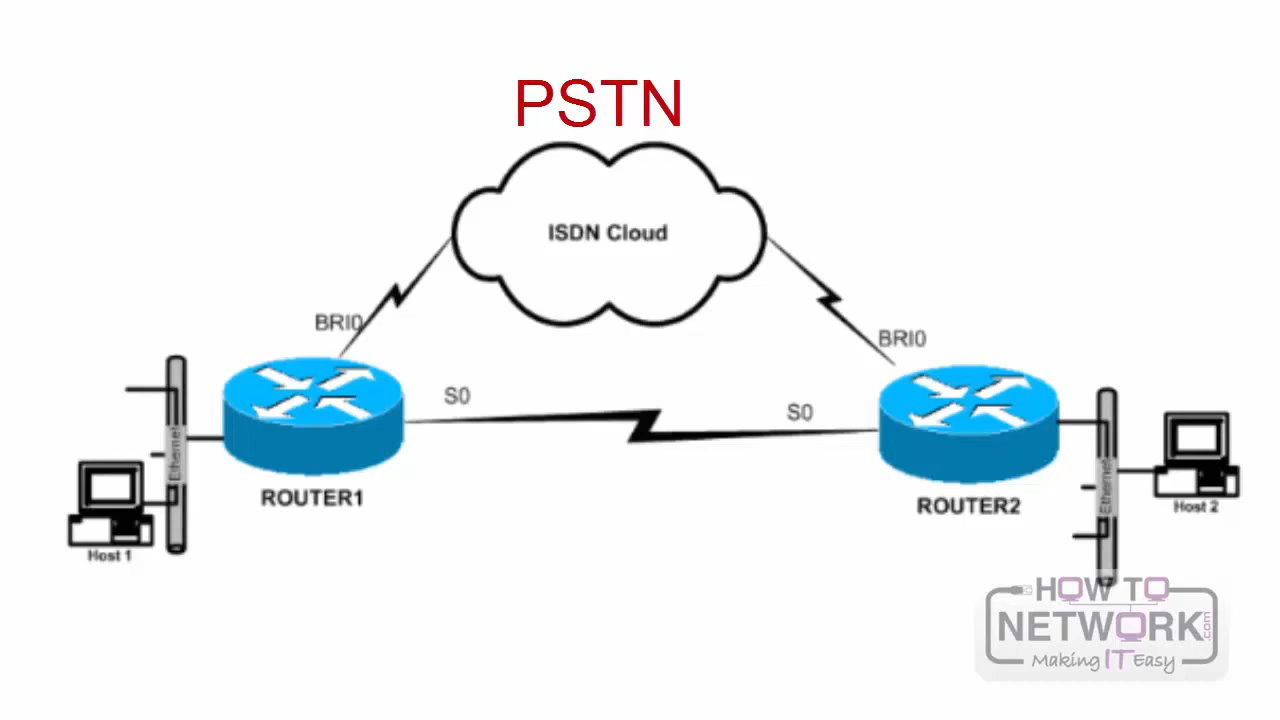 PSTN
ISDN Cloud
BRI0
BRI0
S0
S0
Ethernet
Ethernet
ROUTER1
ROUTER2
Host 1
Host 2
HOW TO
NETWORK.com
Making IT Easy